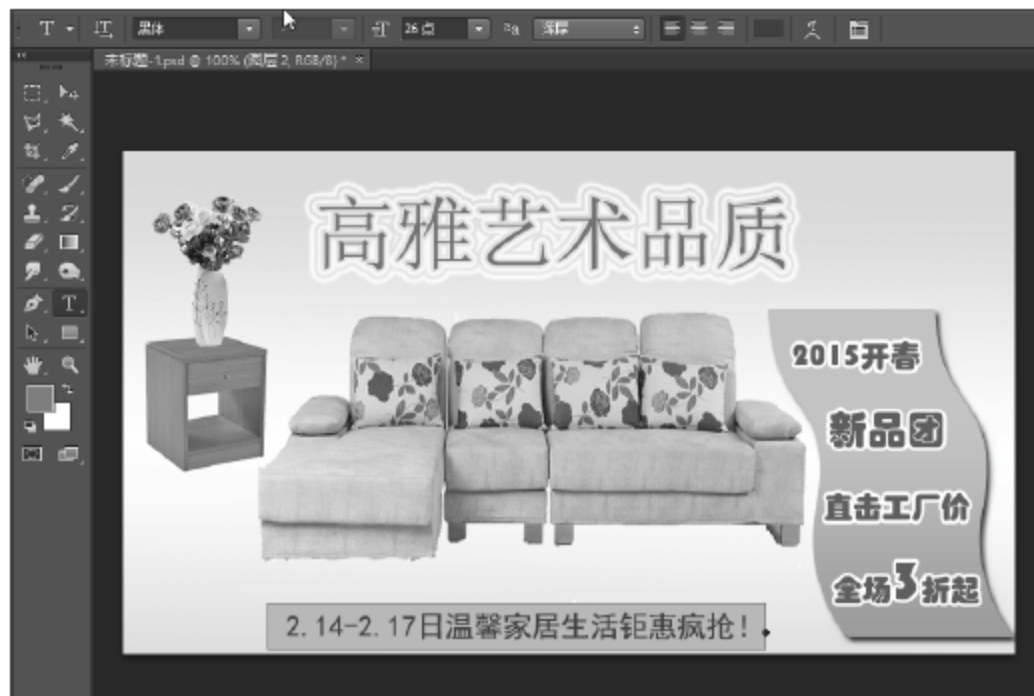 T
黑体
26点
aa
浑厚
未标题-1.psd @ 100% (图层 2, RGB/8) * ×
高雅艺术品质
2015开春
新品团
直击工厂价
全场3折起
2.14-2.17日温馨家居生活钜惠疯抢!